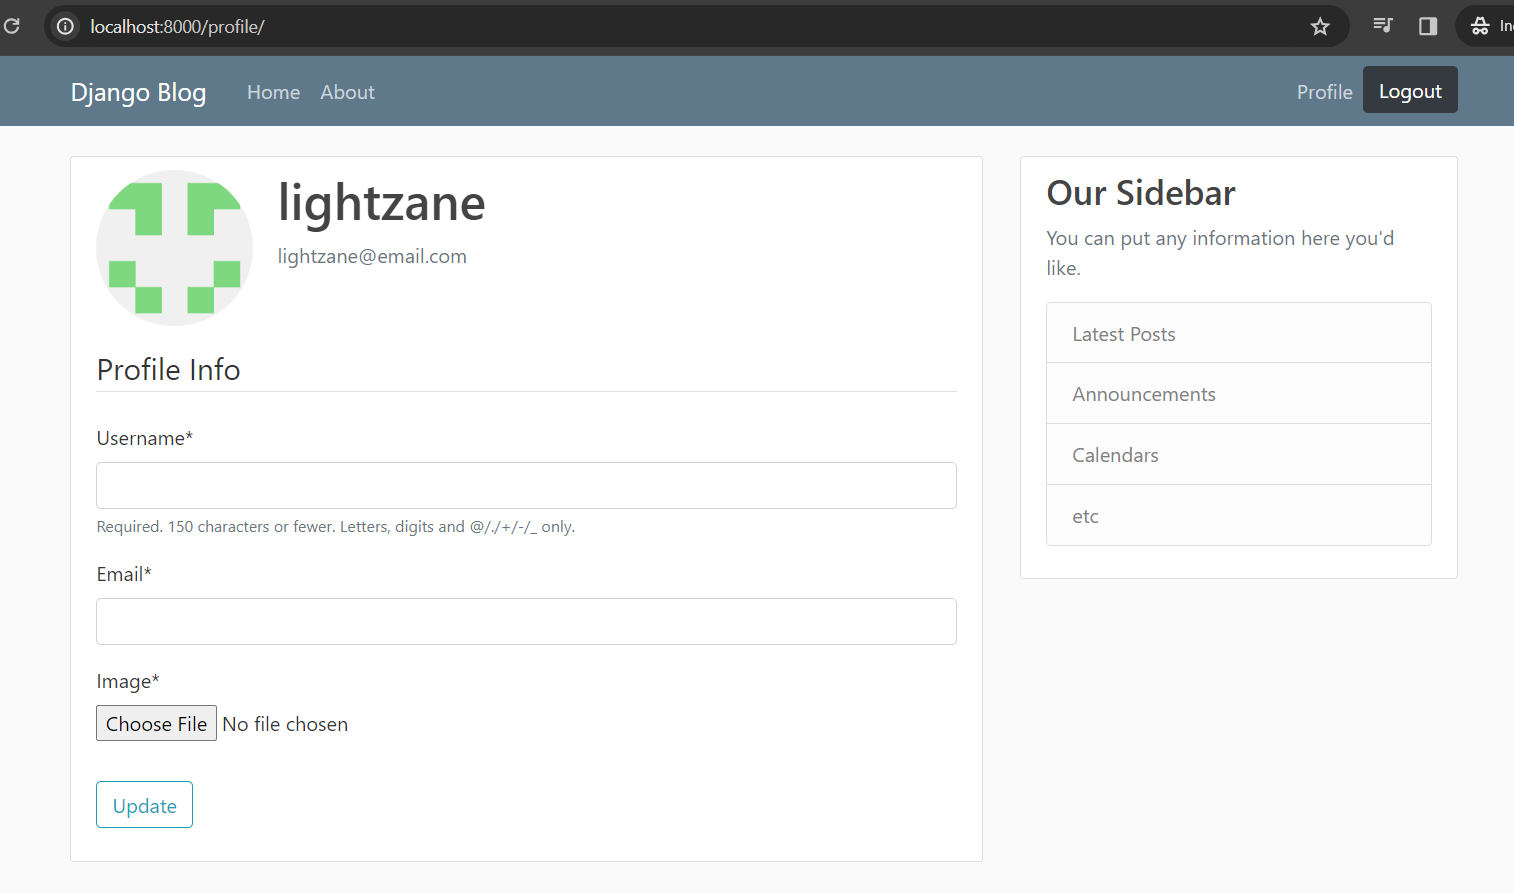 localhost:8000/profile/
Django Blog Home About Profile Logout
lightzane
lightzane@email.com
Profile Info
Username*
Required. 150 characters or fewer. Letters, digits and @/./+/-/_ only.
Email*
Image*
Choose File No file chosen
Update
Our Sidebar
You can put any information here you'd
like.
Latest Posts
Announcements
Calendars
etc